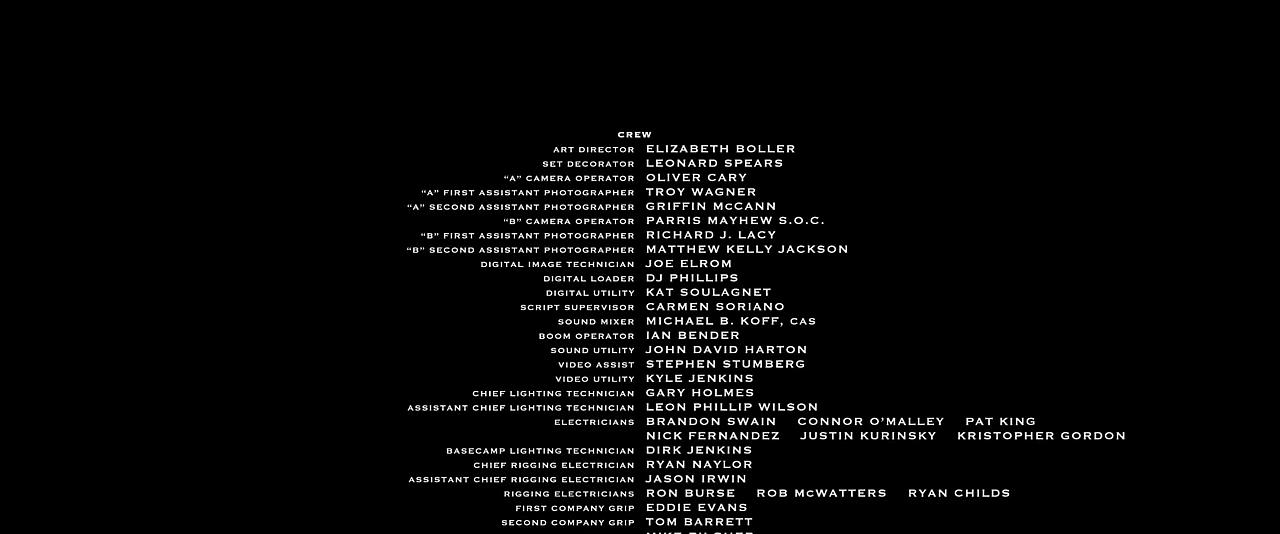 CREW
ART DIRECTOR ELIZABETH BOLLER
SET DECORATOR LEONARD SPEARS
“A” CAMERA OPERATOR OLIVER CARY
“A” FIRST ASSISTANT PHOTOGRAPHER TROY WAGNER
“A” SECOND ASSISTANT PHOTOGRAPHER GRIFFIN McCANN
“B” CAMERA OPERATOR PARRIS MAYHEW S.O.C.
“B” FIRST ASSISTANT PHOTOGRAPHER RICHARD J. LACY
“B” SECOND ASSISTANT PHOTOGRAPHER MATTHEW KELLY JACKSON
DIGITAL IMAGE TECHNICIAN JOE ELROM
DIGITAL LOADER DJ PHILLIPS
DIGITAL UTILITY KAT SOULAGNET
SCRIPT SUPERVISOR CARMEN SORIANO
SOUND MIXER MICHAEL B. KOFF, CAS
BOOM OPERATOR IAN BENDER
SOUND UTILITY JOHN DAVID HARTON
VIDEO ASSIST STEPHEN STUMBERG
VIDEO UTILITY KYLE JENKINS
CHIEF LIGHTING TECHNICIAN GARY HOLMES
ASSISTANT CHIEF LIGHTING TECHNICIAN LEON PHILLIP WILSON
ELECTRICIANS BRANDON SWAIN CONNOR O’MALLEY PAT KING
NICK FERNANDEZ JUSTIN KURINSKY KRISTOPHER GORDON
BASECAMP LIGHTING TECHNICIAN DIRK JENKINS
CHIEF RIGGING ELECTRICIAN RYAN NAYLOR
ASSISTANT CHIEF RIGGING ELECTRICIAN JASON IRWIN
RIGGING ELECTRICIANS RON BURSE ROB McWATTERS RYAN CHILDS
FIRST COMPANY GRIP EDDIE EVANS
SECOND COMPANY GRIP TOM BARRETT